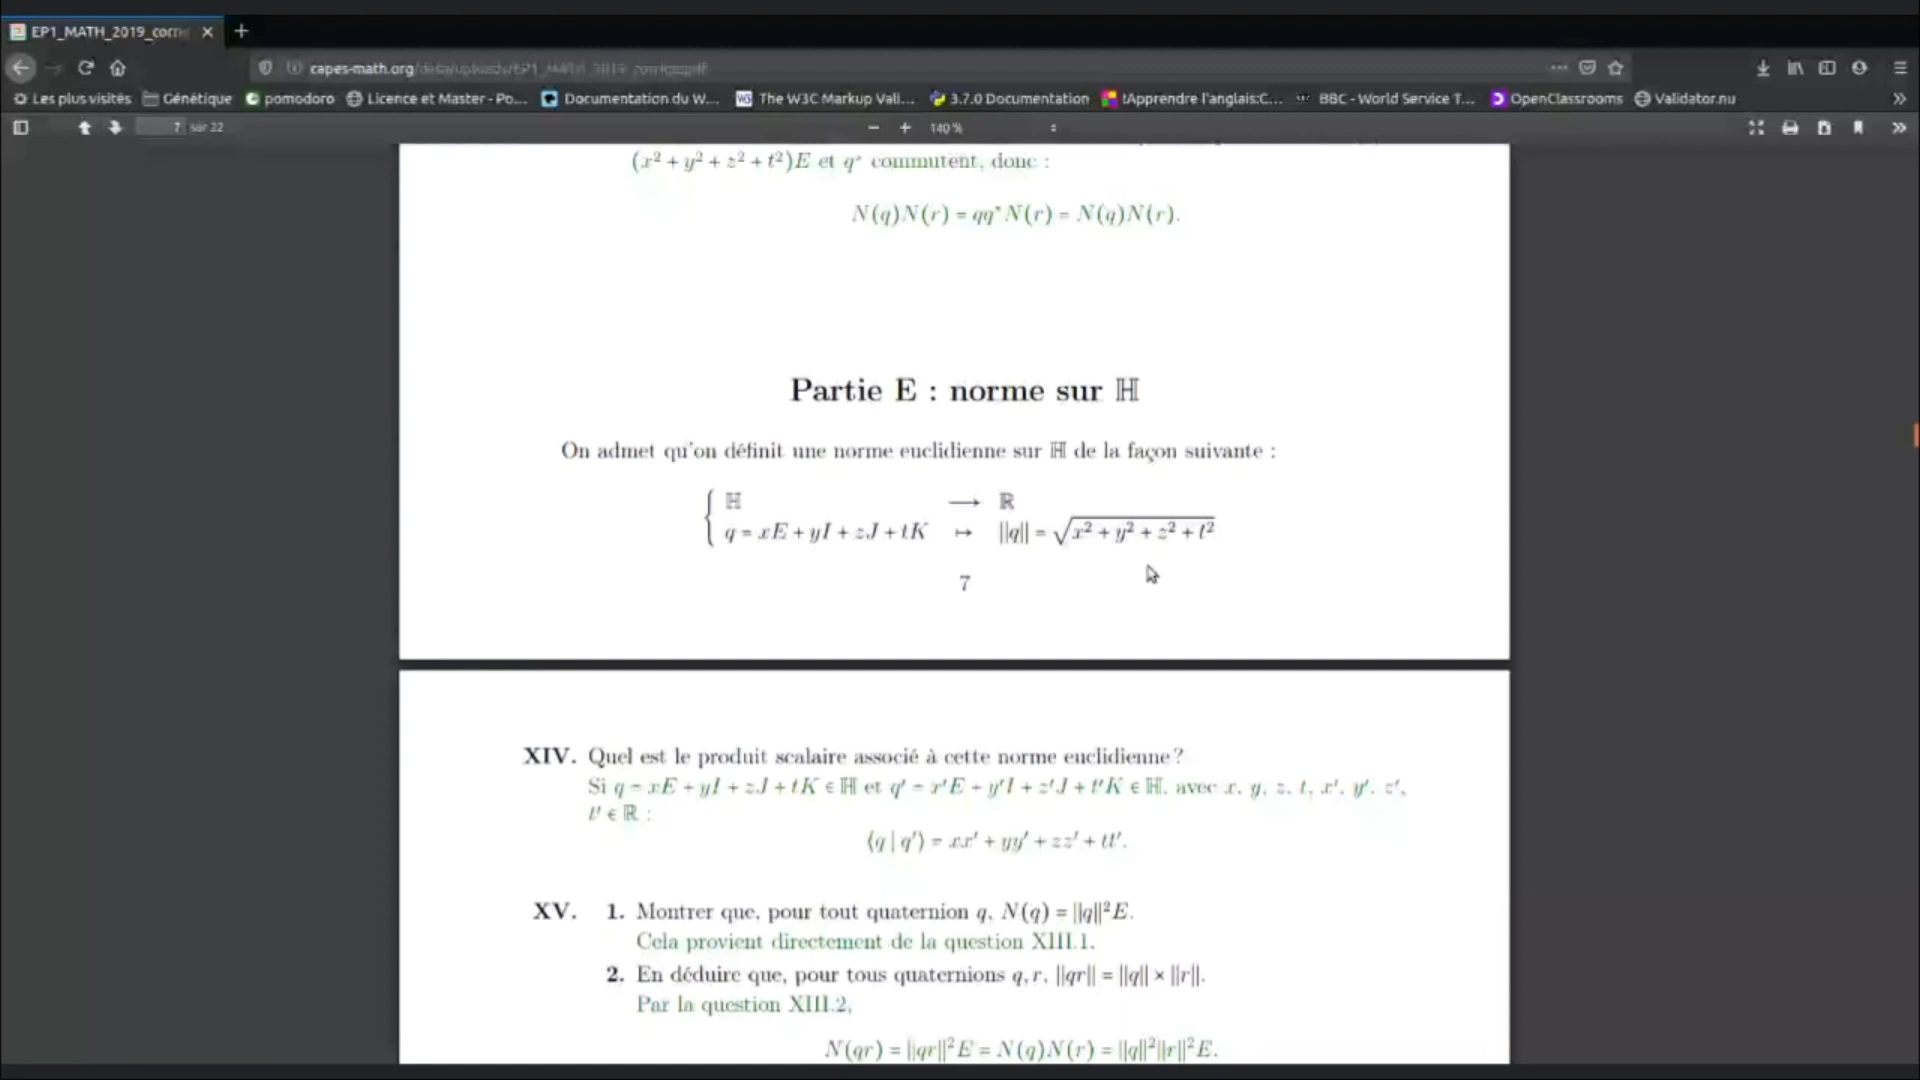 EP1_MATH_2019_corri
capes-math.org/data/uploads/EP1_MATH_2019_corrige.pdf
Les plus visités Génétique pomodoro Licence et Master - Po... Documentation du W... The W3C Markup Vali... 3.7.0 Documentation !Apprendre l'anglais:C... BBC - World Service T... OpenClassrooms Validator.nu
7 sur 22 140 %
(x² + y² + z² + t²)E et q* commutent, donc :
N(q)N(r) = qq*N(r) = N(q)N(r).
Partie E : norme sur ℍ
On admet qu'on définit une norme euclidienne sur ℍ de la façon suivante :
{ ℍ ⟶ ℝ
q = xE + yI + zJ + tK ↦ ||q|| = √(x² + y² + z² + t²)
7
XIV. Quel est le produit scalaire associé à cette norme euclidienne ?
Si q = xE + yI + zJ + tK ∈ ℍ et q′ = x′E + y′I + z′J + t′K ∈ ℍ, avec x, y, z, t, x′, y′, z′,
t′ ∈ ℝ :
⟨q | q′⟩ = xx′ + yy′ + zz′ + tt′.
XV. 1. Montrer que, pour tout quaternion q, N(q) = ||q||²E.
Cela provient directement de la question XIII.1.
2. En déduire que, pour tous quaternions q, r, ||qr|| = ||q|| × ||r||.
Par la question XIII.2,
N(qr) = ||qr||²E = N(q)N(r) = ||q||²||r||²E.